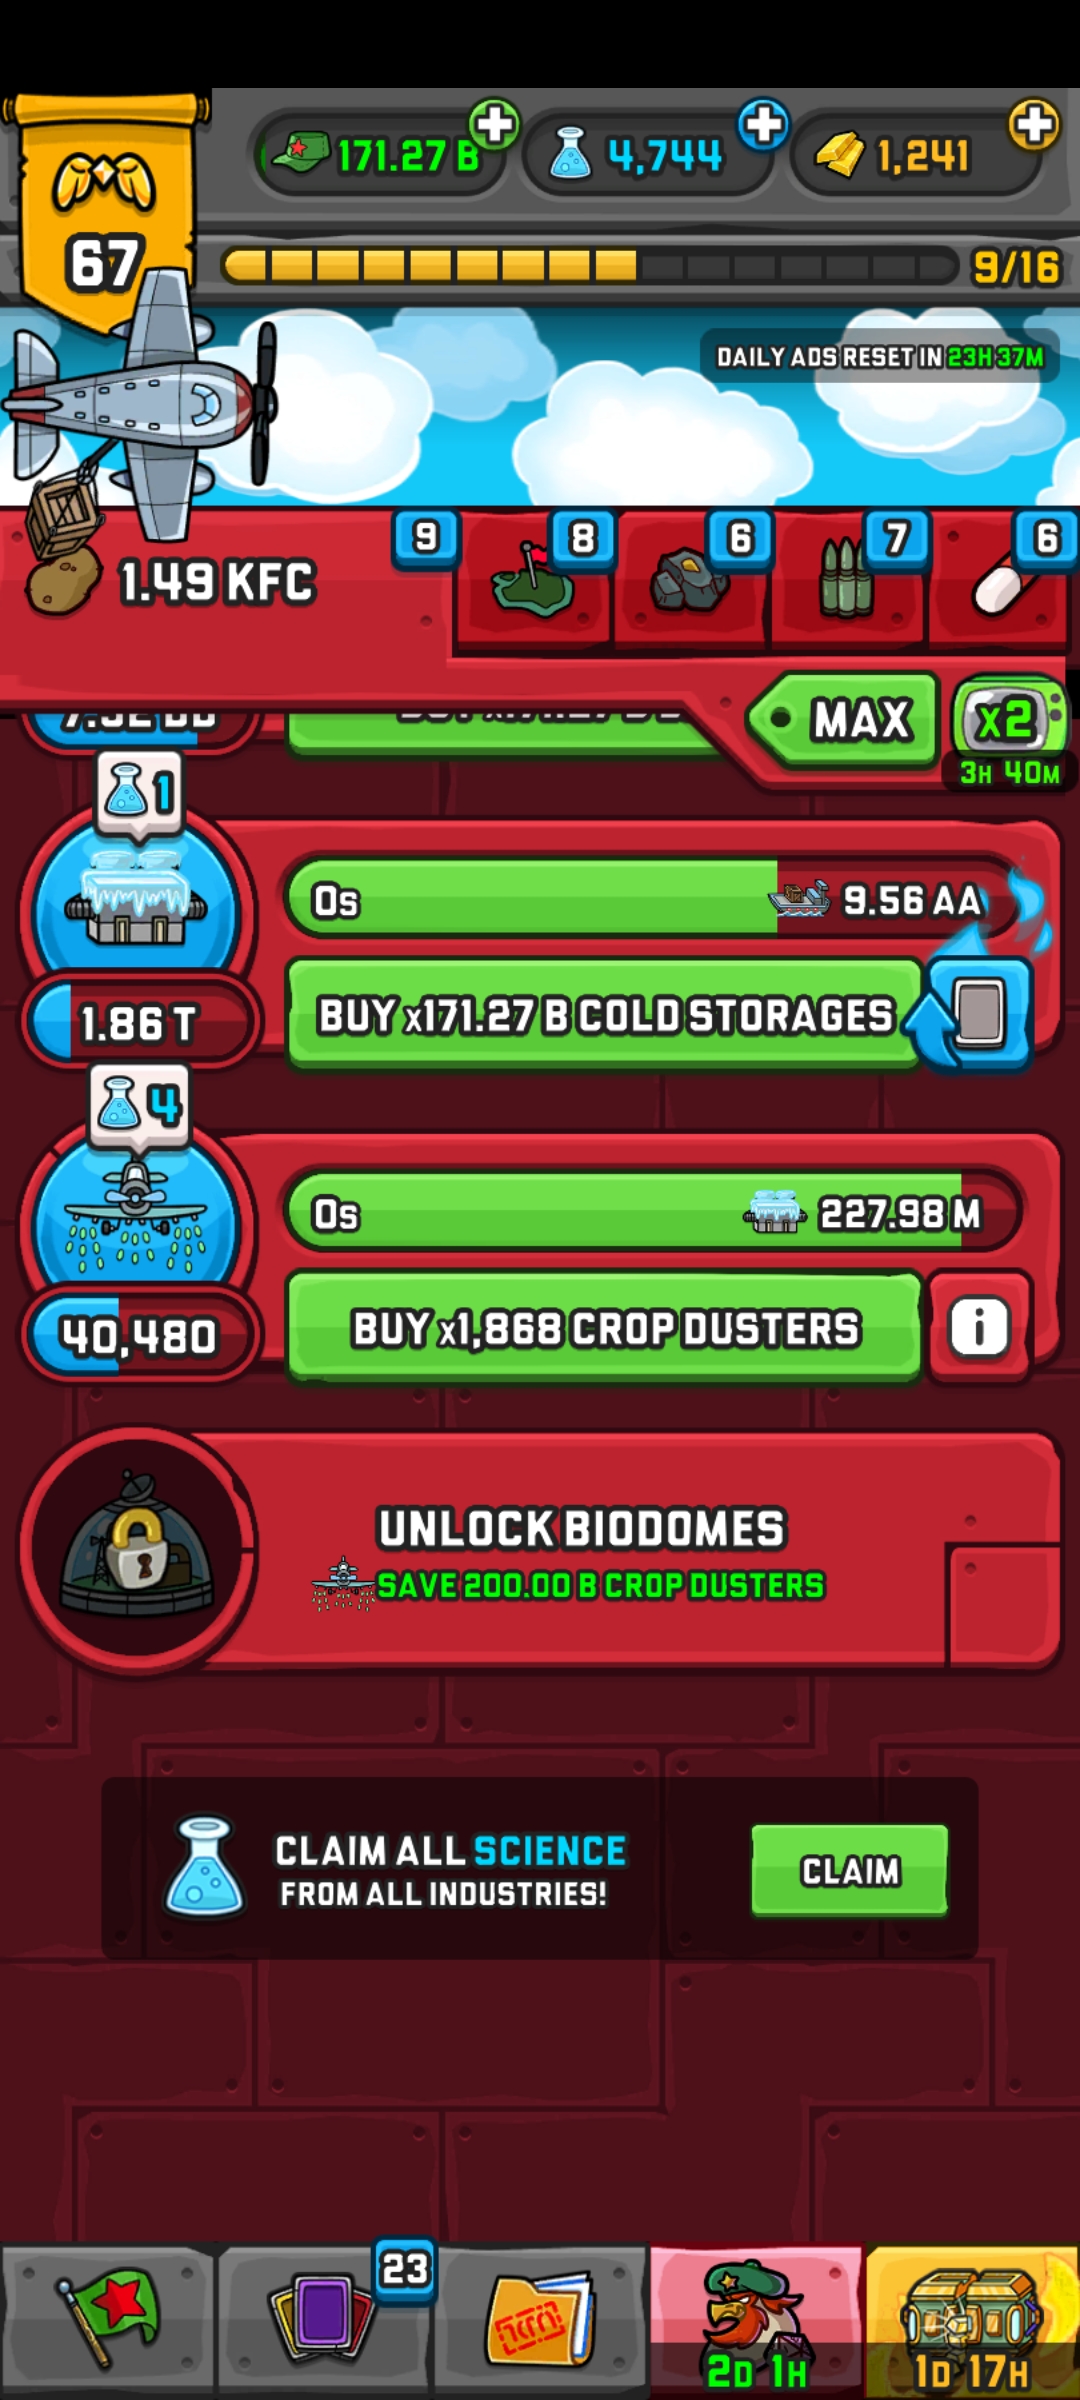 171.27 B
4,744
1,241
67
9/16
DAILY ADS RESET IN 23H 37M
1.49 KFC
9
8
6
7
6
MAX
x2
3H 40M
1
0s
9.56 AA
1.86 T
BUY x171.27 B COLD STORAGES
4
0s
227.98 M
40,480
BUY x1,868 CROP DUSTERS
i
UNLOCK BIODOMES
SAVE 200.00 B CROP DUSTERS
CLAIM ALL SCIENCE
FROM ALL INDUSTRIES!
CLAIM
23
2D 1H
1D 17H